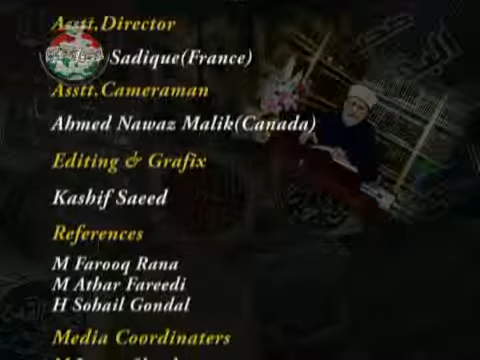 Asstt.Director
Sadique(France)
Asstt.Cameraman
Ahmed Nawaz Malik(Canada)
Editing & Grafix
Kashif Saeed
References
M Farooq Rana
M Athar Fareedi
H Sohail Gondal
Media Coordinaters